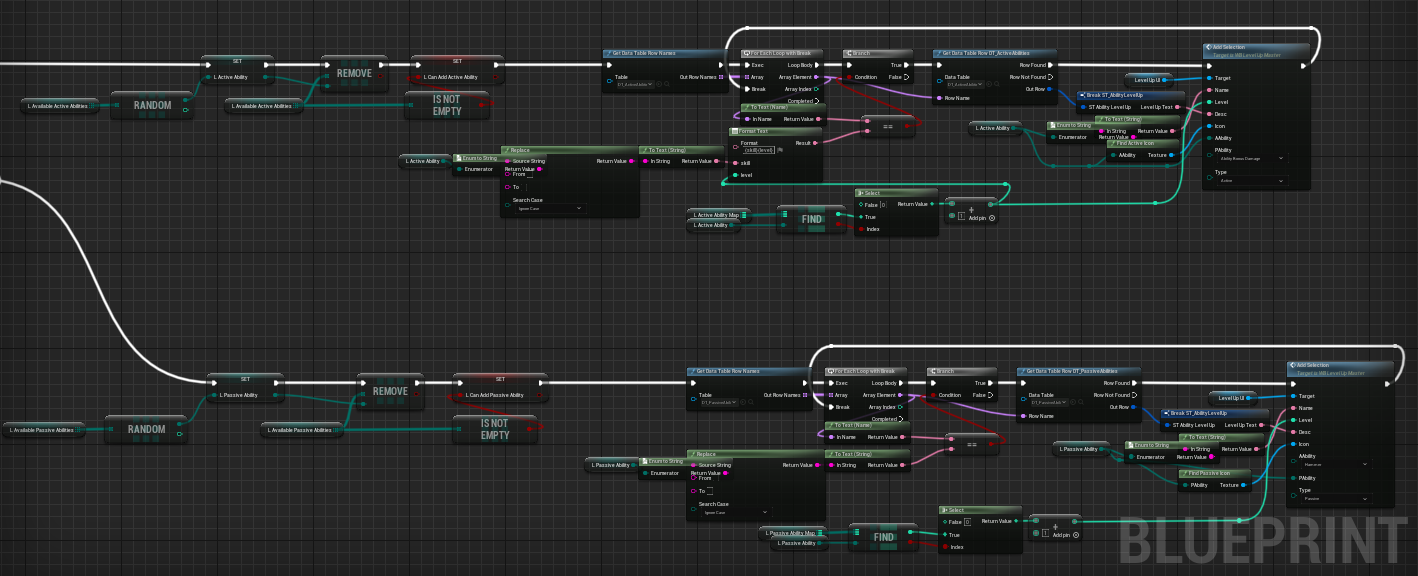 SET
L Active Ability
L Available Active Abilities
RANDOM
REMOVE
L Available Active Abilities
SET
L Can Add Active Ability
IS NOT EMPTY
Get Data Table Row Names
Table
Out Row Names
For Each Loop with Break
Exec
Loop Body
Array
Array Element
Break
Array Index
Completed
Branch
True
Condition
False
Get Data Table Row DT_ActiveAbilities
Row Found
Data Table
Row Not Found
Out Row
Row Name
To Text (Name)
In Name
Return Value
==
Format Text
Format
Result
skill
level
L Active Ability
Enum to String
Enumerator
Return Value
Replace
Source String
Return Value
From
To
Search Case
Ignore Case
To Text (String)
In String
Return Value
L Active Ability Map
L Active Ability
FIND
Select
False
0
Return Value
True
Index
+
1
Add pin
Level Up UI
Break ST_AbilityLevelUp
ST Ability Level Up
Level Up Text
L Active Ability
Enum to String
Enumerator
Return Value
To Text (String)
In String
Return Value
Find Active Icon
AAbility
Texture
Add Selection
Target is WB Level Up Master
Target
Name
Level
Desc
Icon
AAbility
PAbility
Ability Bonus Damage
Type
Active
SET
L Passive Ability
L Available Passive Abilities
RANDOM
REMOVE
L Available Passive Abilities
SET
L Can Add Passive Ability
IS NOT EMPTY
Get Data Table Row Names
Table
Out Row Names
For Each Loop with Break
Exec
Loop Body
Array
Array Element
Break
Array Index
Completed
Branch
True
Condition
False
Get Data Table Row DT_PassiveAbilities
Row Found
Data Table
Row Not Found
Out Row
Row Name
To Text (Name)
In Name
Return Value
==
L Passive Ability
Enum to String
Enumerator
Return Value
Replace
Source String
Return Value
From
To
Search Case
Ignore Case
To Text (String)
In String
Return Value
L Passive Ability Map
L Passive Ability
FIND
Select
False
0
Return Value
True
Index
+
1
Add pin
Level Up UI
Break ST_AbilityLevelUp
ST Ability Level Up
Level Up Text
L Passive Ability
Enum to String
Enumerator
Return Value
To Text (String)
In String
Return Value
Find Passive Icon
PAbility
Texture
Add Selection
Target is WB Level Up Master
Target
Name
Level
Desc
Icon
AAbility
PAbility
Type
Passive
BLUEPRINT